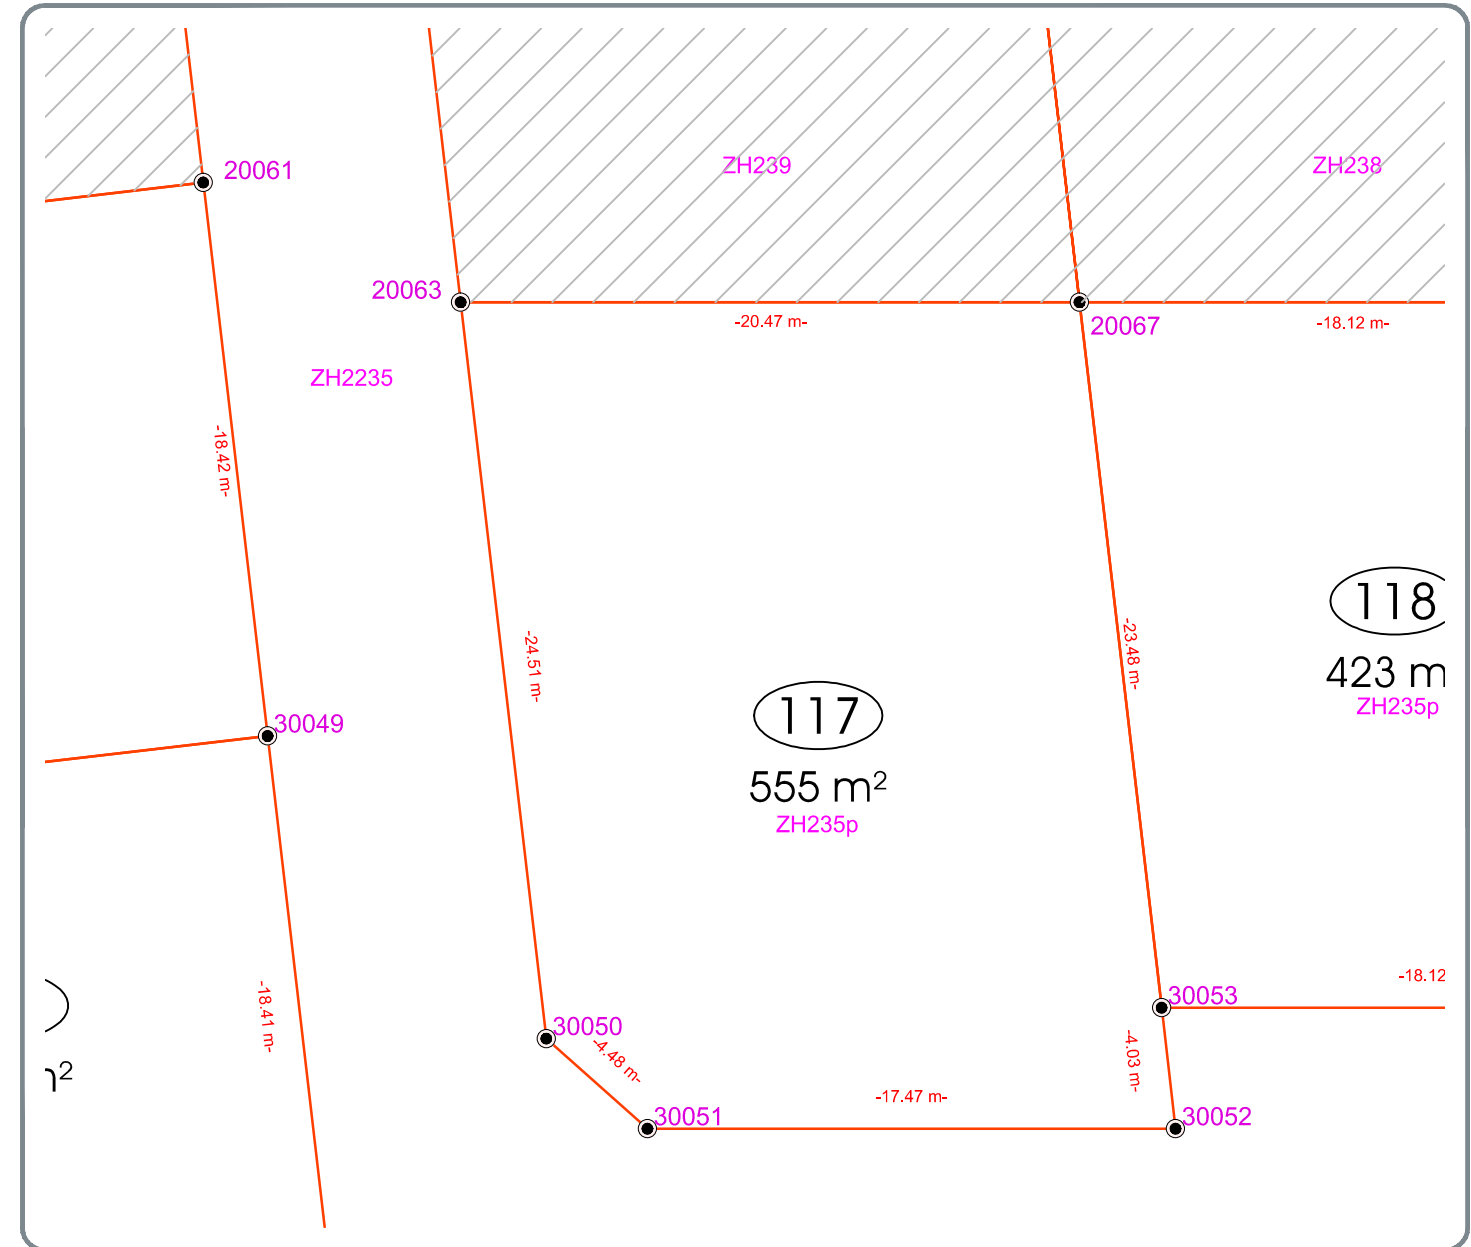 20061
ZH239
ZH238
20063
-20.47 m-
20067
-18.12 m-
ZH2235
-18.42 m-
-24.51 m-
-23.48 m-
118
423 m
ZH235p
117
555 m²
ZH235p
30049
-18.41 m-
-18.12
30053
30050
-4.48 m-
-4.03 m-
²
-17.47 m-
30051
30052